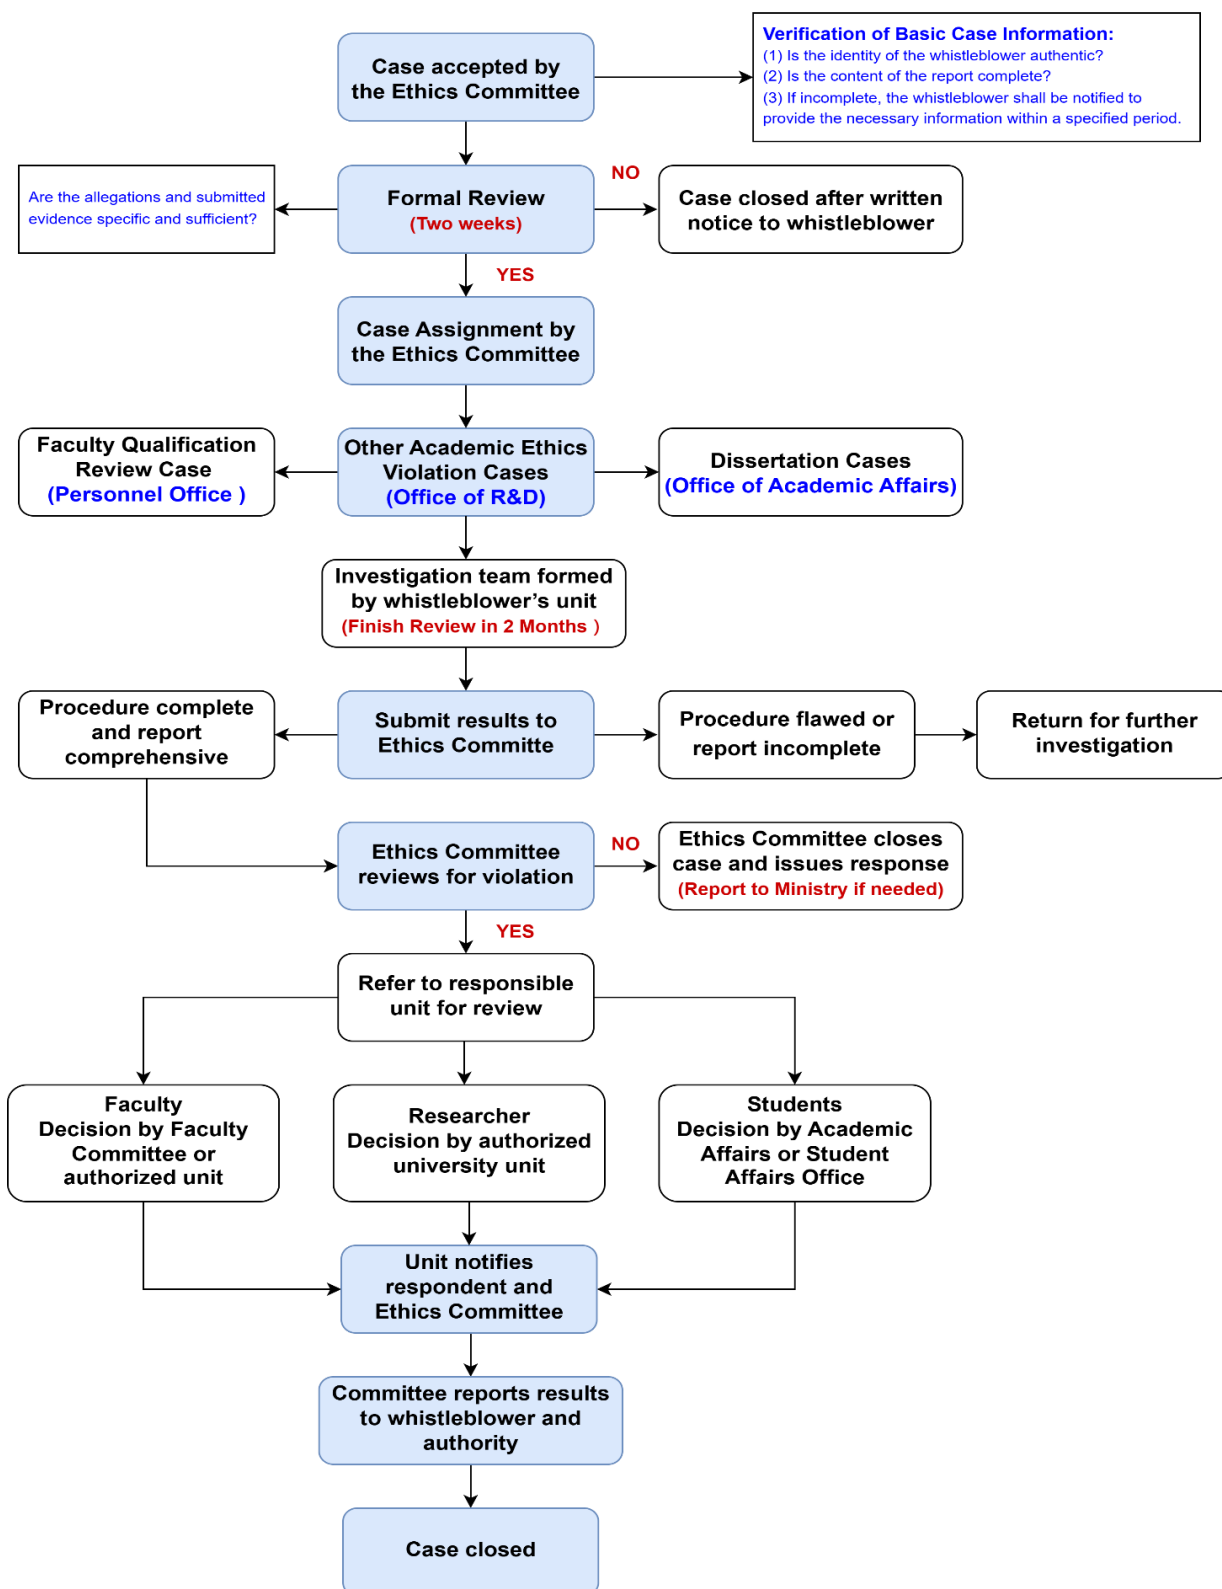 Case accepted by
the Ethics Committee
Verification of Basic Case Information:
(1) Is the identity of the whistleblower authentic?
(2) Is the content of the report complete?
(3) If incomplete, the whistleblower shall be notified to
provide the necessary information within a specified period.
Are the allegations and submitted
evidence specific and sufficient?
Formal Review
(Two weeks)
NO
Case closed after written
notice to whistleblower
YES
Case Assignment by
the Ethics Committee
Faculty Qualification
Review Case
(Personnel Office )
Other Academic Ethics
Violation Cases
(Office of R&D)
Dissertation Cases
(Office of Academic Affairs)
Investigation team formed
by whistleblower’s unit
(Finish Review in 2 Months )
Procedure complete
and report
comprehensive
Submit results to
Ethics Committe
Procedure flawed or
report incomplete
Return for further
investigation
Ethics Committee
reviews for violation
NO
Ethics Committee closes
case and issues response
(Report to Ministry if needed)
YES
Refer to responsible
unit for review
Faculty
Decision by Faculty
Committee or
authorized unit
Researcher
Decision by authorized
university unit
Students
Decision by Academic
Affairs or Student
Affairs Office
Unit notifies
respondent and
Ethics Committee
Committee reports results
to whistleblower and
authority
Case closed